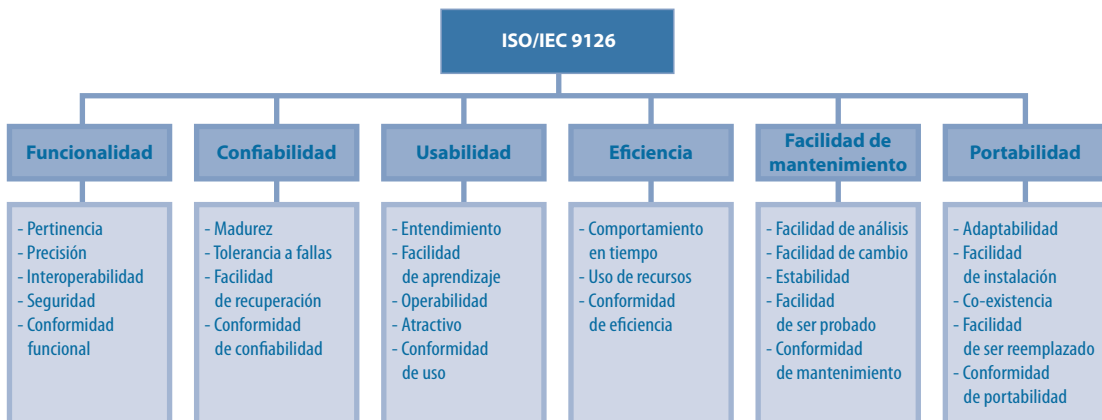 ISO/IEC 9126
Funcionalidad
- Pertinencia
- Precisión
- Interoperabilidad
- Seguridad
- Conformidad
funcional
Confiabilidad
- Madurez
- Tolerancia a fallas
- Facilidad
de recuperación
- Conformidad
de confiabilidad
Usabilidad
- Entendimiento
- Facilidad
de aprendizaje
- Operabilidad
- Atractivo
- Conformidad
de uso
Eficiencia
- Comportamiento
en tiempo
- Uso de recursos
- Conformidad
de eficiencia
Facilidad de
mantenimiento
- Facilidad de análisis
- Facilidad de cambio
- Estabilidad
- Facilidad
de ser probado
- Conformidad
de mantenimiento
Portabilidad
- Adaptabilidad
- Facilidad
de instalación
- Co-existencia
- Facilidad
de ser reemplazado
- Conformidad
de portabilidad